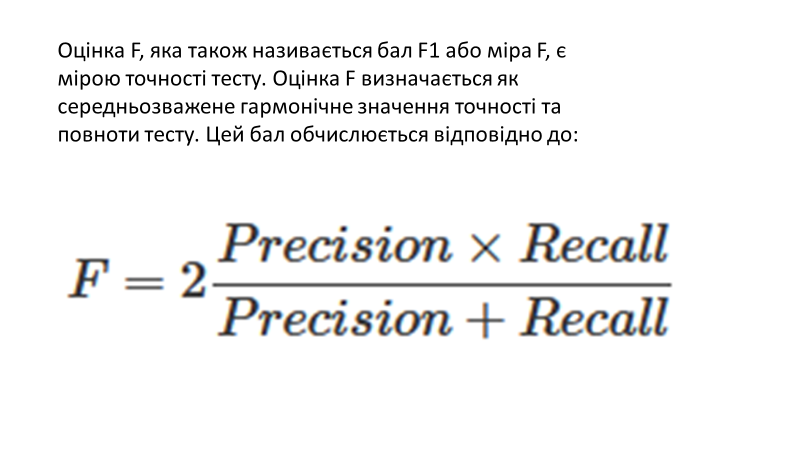 Оцінка F, яка також називається бал F1 або міра F, є
мірою точності тесту. Оцінка F визначається як
середньозважене гармонічне значення точності та
повноти тесту. Цей бал обчислюється відповідно до:
F = 2 \frac{Precision × Recall}{Precision + Recall}